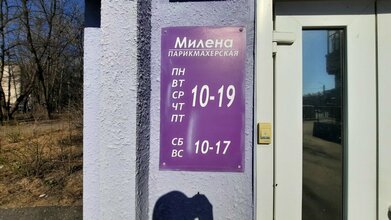 Милена
ПАРИКМАХЕРСКАЯ
ПН
ВТ
СР 10-19
ЧТ
ПТ
СБ 10-17
ВС